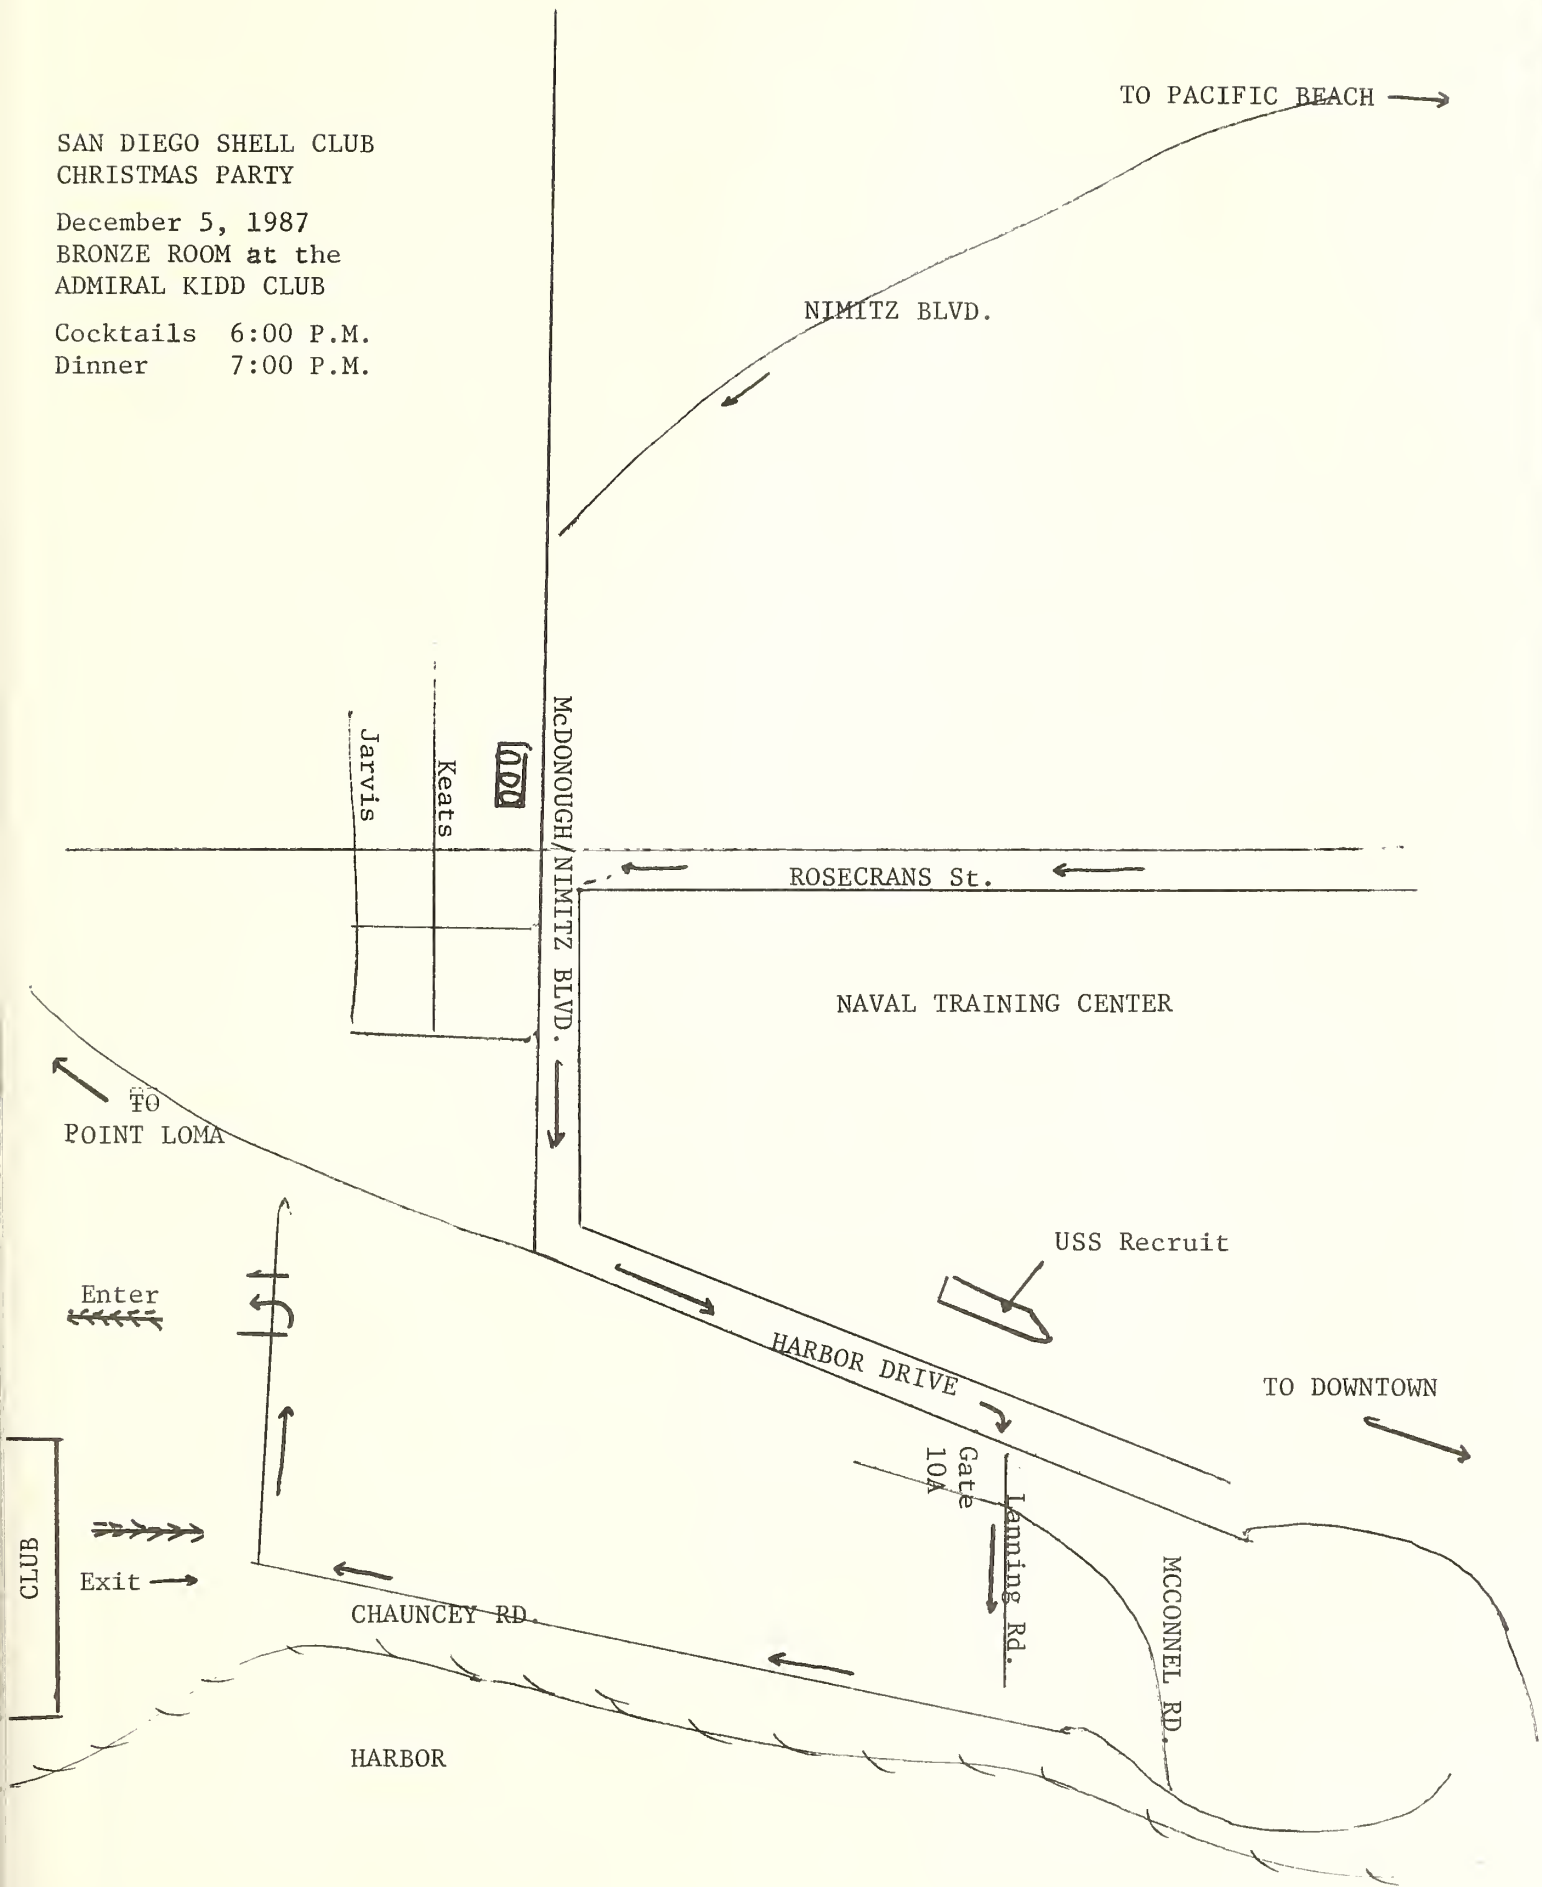 TO PACIFIC BEACH
SAN DIEGO SHELL CLUB
CHRISTMAS PARTY
December 5, 1987
BRONZE ROOM at the
ADMIRAL KIDD CLUB
Cocktails 6:00 P.M.
Dinner 7:00 P.M.
NIMITZ BLVD.
McDONOUGH/NIMITZ BLVD.
Jarvis
Keats
ROSECRANS St.
NAVAL TRAINING CENTER
TO
POINT LOMA
USS Recruit
Enter
HARBOR DRIVE
TO DOWNTOWN
Gate
10A
Lanning Rd.
MCCONNEL RD.
CLUB
Exit
CHAUNCEY RD.
HARBOR